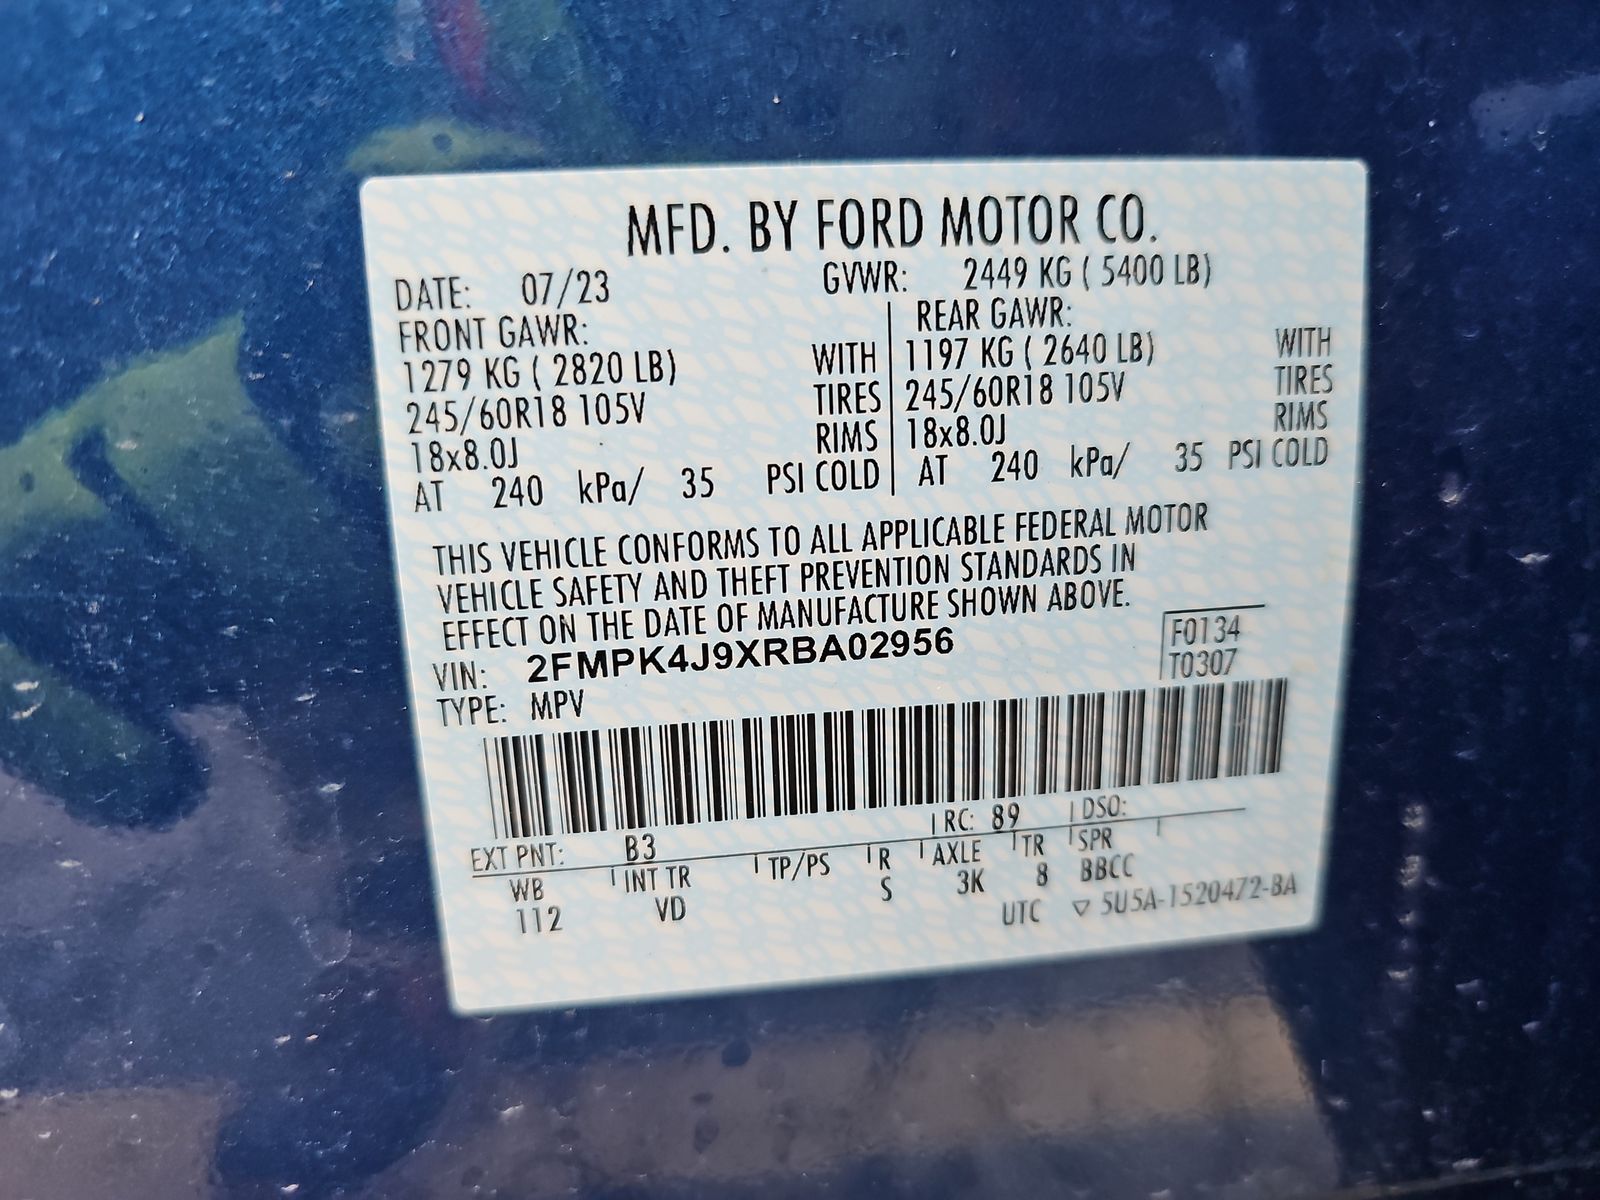 MFD. BY FORD MOTOR CO.
DATE: 07/23 GVWR: 2449 KG ( 5400 LB)
FRONT GAWR: REAR GAWR:
1279 KG ( 2820 LB) WITH 1197 KG ( 2640 LB) WITH
245/60R18 105V TIRES 245/60R18 105V TIRES
18x8.0J RIMS 18x8.0J RIMS
AT 240 kPa/ 35 PSI COLD AT 240 kPa/ 35 PSI COLD
THIS VEHICLE CONFORMS TO ALL APPLICABLE FEDERAL MOTOR
VEHICLE SAFETY AND THEFT PREVENTION STANDARDS IN
EFFECT ON THE DATE OF MANUFACTURE SHOWN ABOVE.
VIN: 2FMPK4J9XRBA02956 F0134
TYPE: MPV T0307
EXT PNT: B3 RC: 89 DSO:
WB INT TR TP/PS R AXLE TR SPR
112 VD S 3K 8 BBCC
UTC ▽ 5U5A-1520472-BA